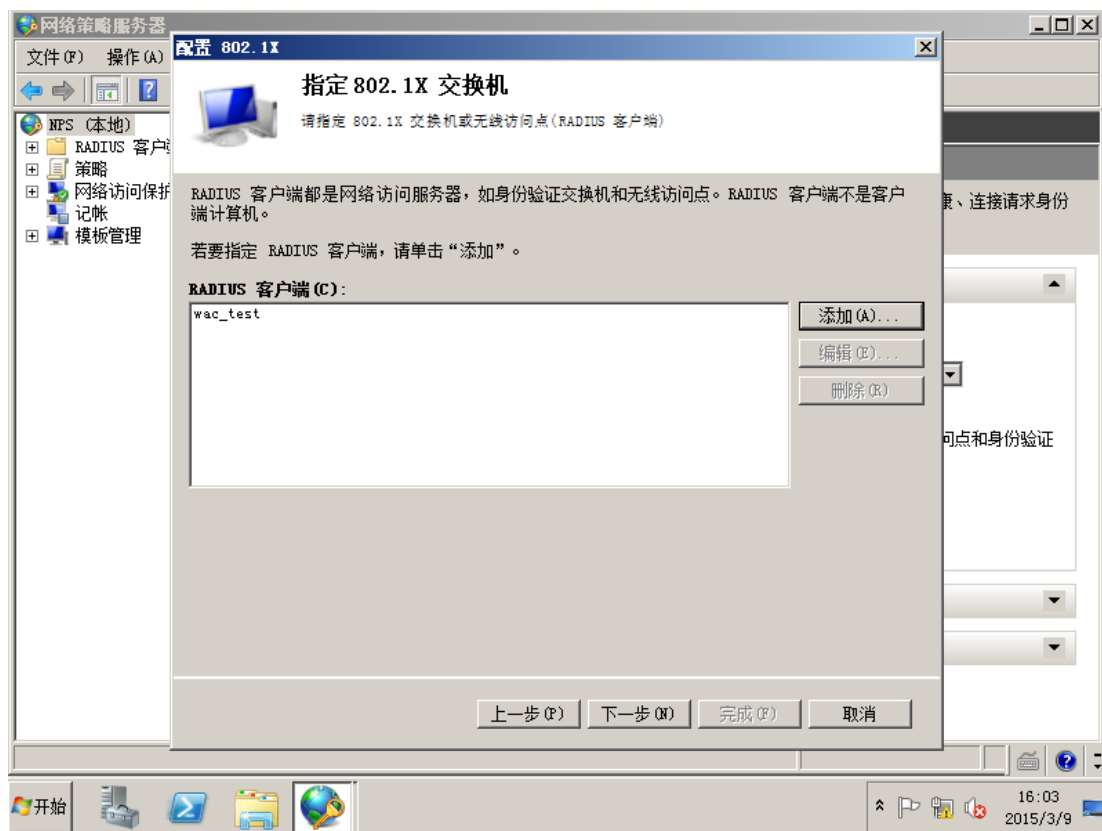 网络策略服务器
文件(F) 操作(A)
NPS (本地)
RADIUS 客户
策略
网络访问保护
记帐
模板管理
配置 802.1X
指定 802.1X 交换机
请指定 802.1X 交换机或无线访问点(RADIUS 客户端)
RADIUS 客户端都是网络访问服务器，如身份验证交换机和无线访问点。RADIUS 客户端不是客户
端计算机。
若要指定 RADIUS 客户端，请单击“添加”。
RADIUS 客户端(C):
wac_test
添加(A)...
编辑(E)...
删除(R)
上一步(P)
下一步(N)
完成(F)
取消
、连接请求身份
问点和身份验证
开始
16:03
2015/3/9